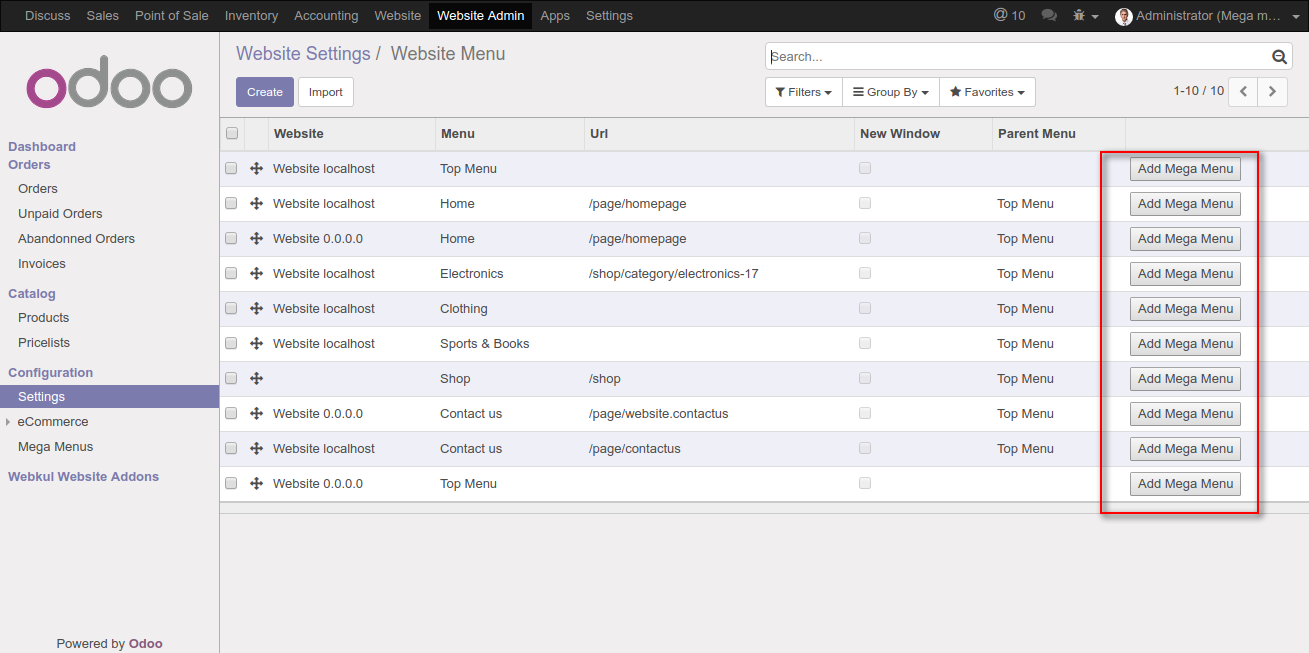 Discuss Sales Point of Sale Inventory Accounting Website Website Admin Apps Settings @ 10 Administrator (Mega m...
odoo
Website Settings / Website Menu
Search...
Create Import
Filters Group By Favorites
1-10 / 10
Dashboard
Orders
Orders
Unpaid Orders
Abandonned Orders
Invoices
Catalog
Products
Pricelists
Configuration
Settings
eCommerce
Mega Menus
Webkul Website Addons
Powered by Odoo
Website Menu Url New Window Parent Menu
Website localhost Top Menu Add Mega Menu
Website localhost Home /page/homepage Top Menu Add Mega Menu
Website 0.0.0.0 Home /page/homepage Top Menu Add Mega Menu
Website localhost Electronics /shop/category/electronics-17 Top Menu Add Mega Menu
Website localhost Clothing Top Menu Add Mega Menu
Website localhost Sports & Books Top Menu Add Mega Menu
Shop /shop Top Menu Add Mega Menu
Website 0.0.0.0 Contact us /page/website.contactus Top Menu Add Mega Menu
Website localhost Contact us /page/contactus Top Menu Add Mega Menu
Website 0.0.0.0 Top Menu Add Mega Menu